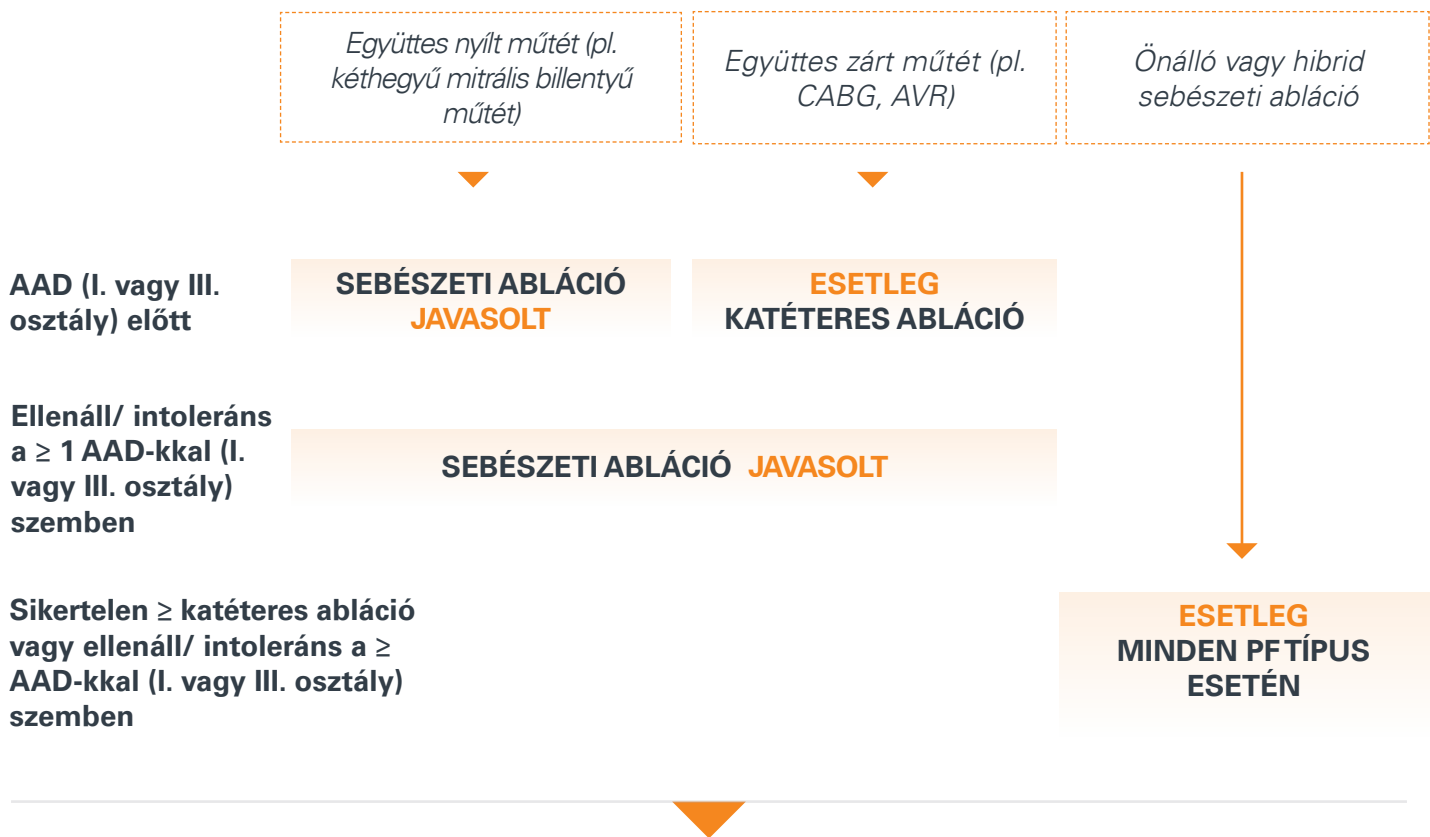 Együttes nyílt műtét (pl.
kéthegyű mitrális billentyű
műtét)
Együttes zárt műtét (pl.
CABG, AVR)
Önálló vagy hibrid
sebészeti abláció
AAD (I. vagy III.
osztály) előtt
SEBÉSZETI ABLÁCIÓ
JAVASOLT
ESETLEG
KATÉTERES ABLÁCIÓ
Ellenáll/ intoleráns
a ≥ 1 AAD-kkal (I.
vagy III. osztály)
szemben
SEBÉSZETI ABLÁCIÓ JAVASOLT
Sikertelen ≥ katéteres abláció
vagy ellenáll/ intoleráns a ≥
AAD-kkal (I. vagy III. osztály)
szemben
ESETLEG
MINDEN PF TÍPUS
ESETÉN